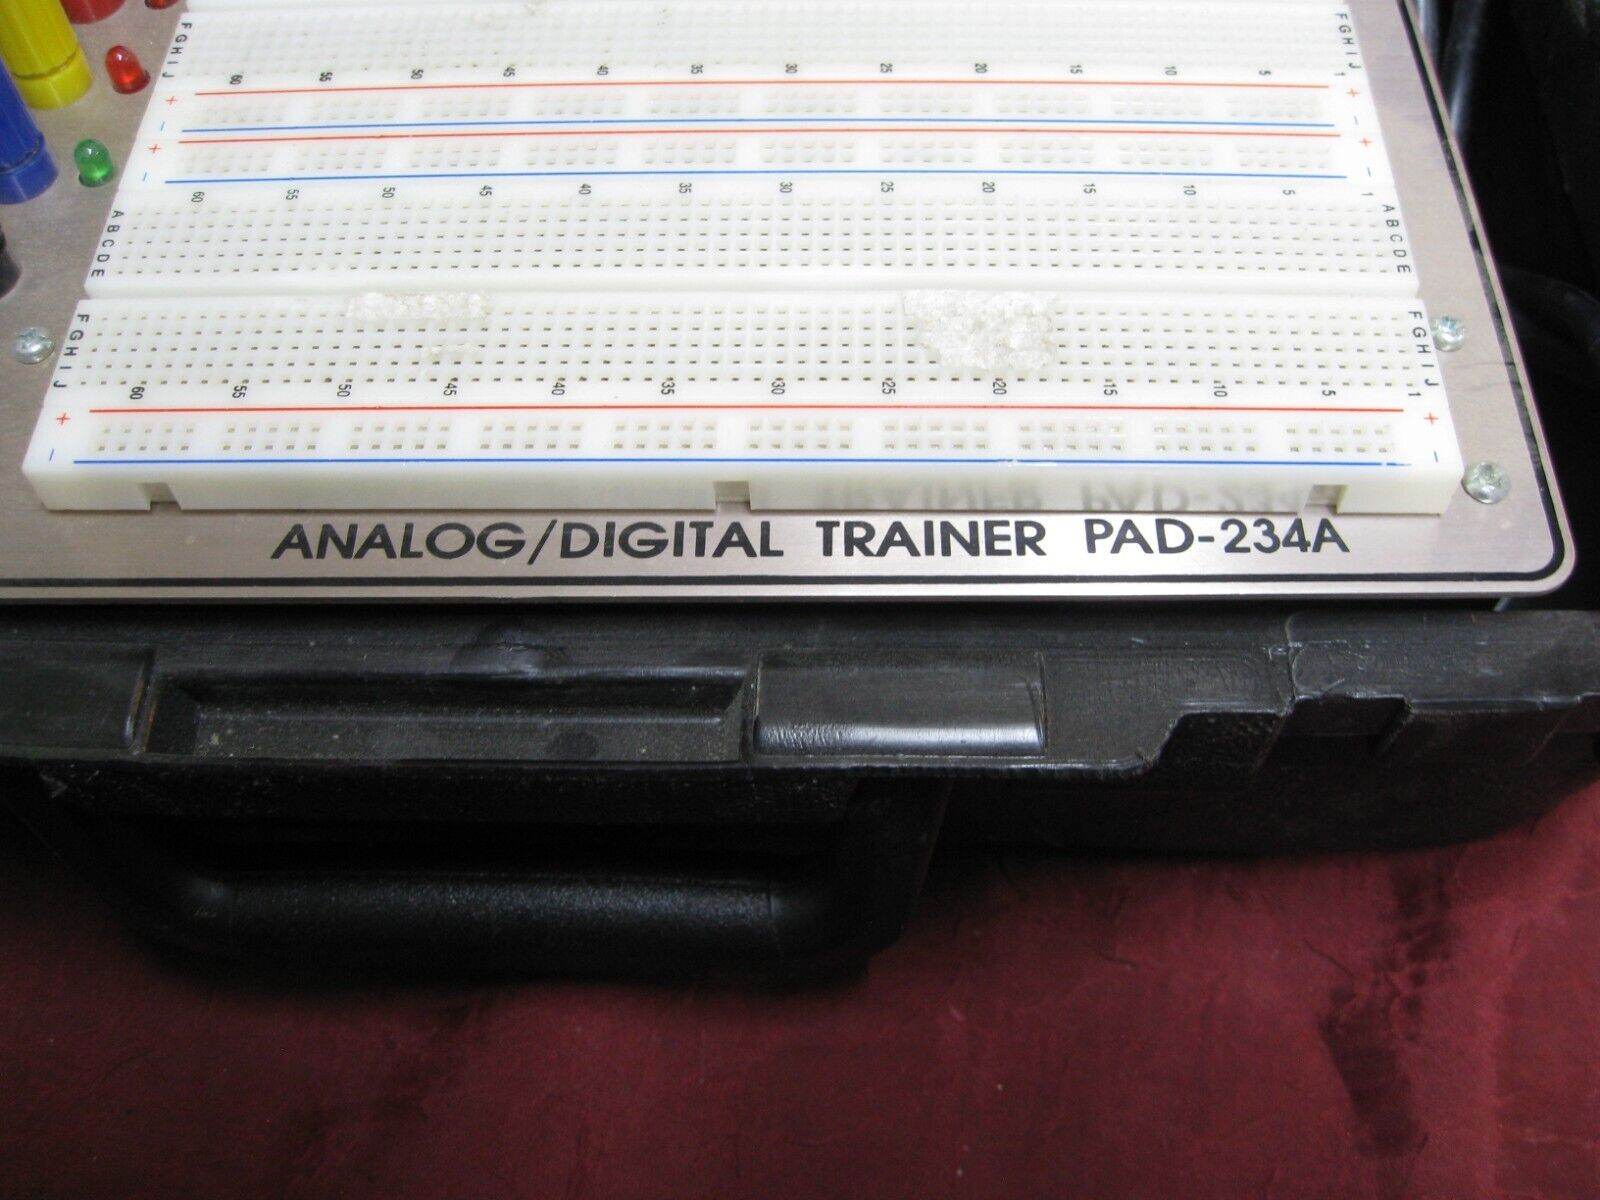 F G H I J 60 55 50 45 40 35 30 25 20 15 10 5 1 F G H I J
+ +
- -
+ +
- -
60 55 50 45 40 35 30 25 20 15 10 5 1
A B C D E A B C D E
F G H I J F G H I J
60 55 50 45 40 35 30 25 20 15 10 5 1
+ +
- -
ANALOG/DIGITAL TRAINER PAD-234A